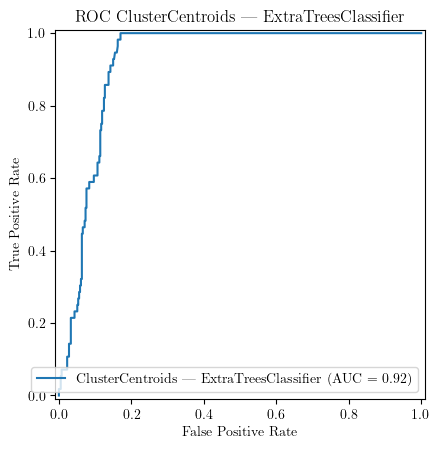 ROC ClusterCentroids — ExtraTreesClassifier
1.0
0.8
0.6
0.4
0.2
0.0
True Positive Rate
ClusterCentroids — ExtraTreesClassifier (AUC = 0.92)
0.0 0.2 0.4 0.6 0.8 1.0
False Positive Rate